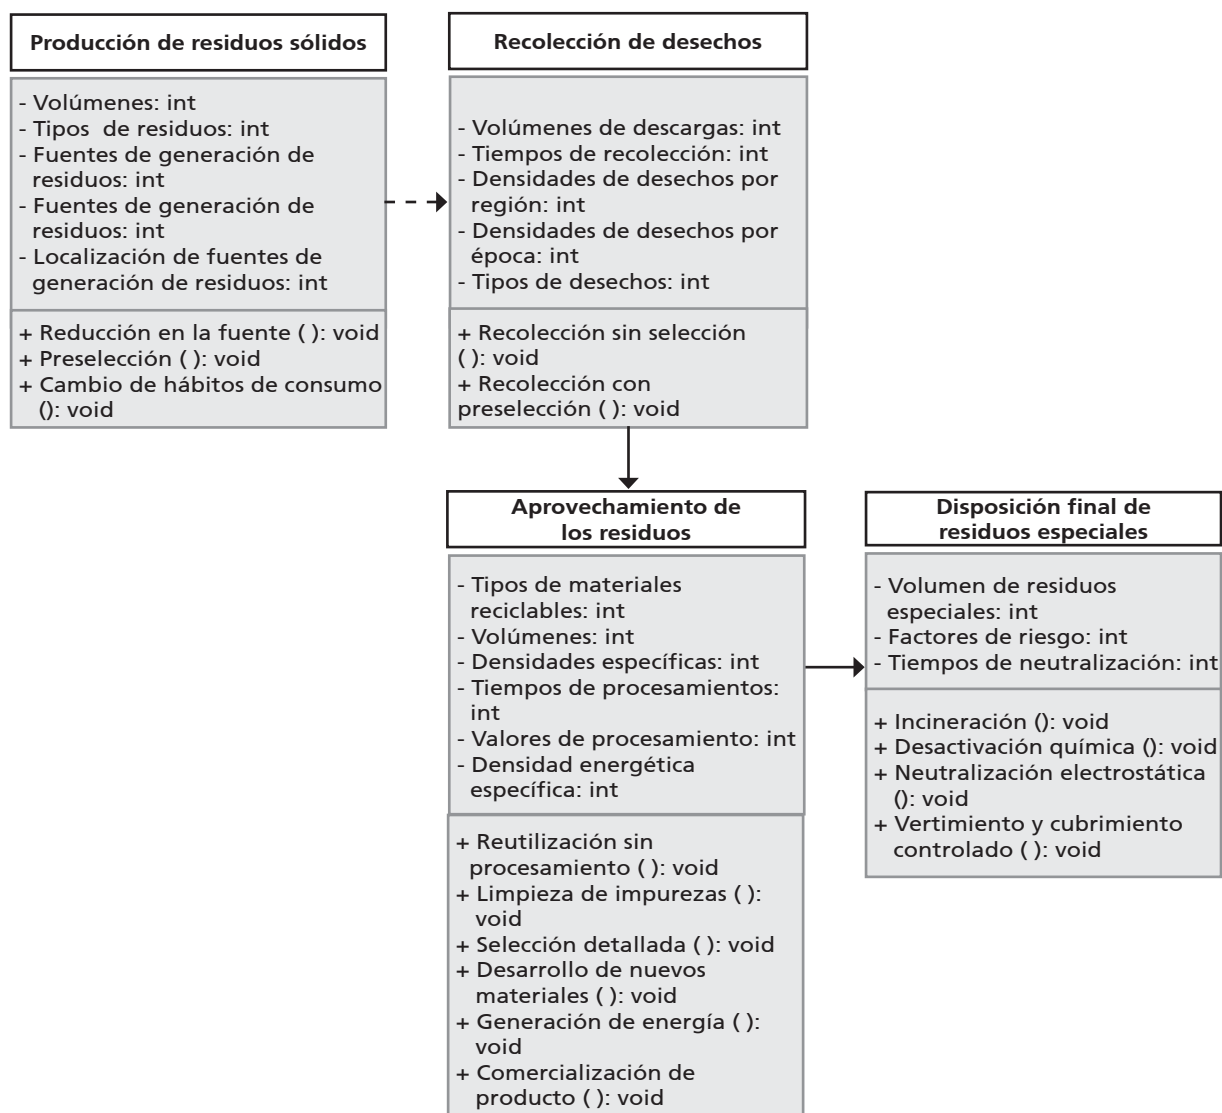 Producción de residuos sólidos
- Volúmenes: int
- Tipos de residuos: int
- Fuentes de generación de
residuos: int
- Fuentes de generación de
residuos: int
- Localización de fuentes de
generación de residuos: int
+ Reducción en la fuente ( ): void
+ Preselección ( ): void
+ Cambio de hábitos de consumo
(): void
Recolección de desechos
- Volúmenes de descargas: int
- Tiempos de recolección: int
- Densidades de desechos por
región: int
- Densidades de desechos por
época: int
- Tipos de desechos: int
+ Recolección sin selección
( ): void
+ Recolección con
preselección ( ): void
Aprovechamiento de
los residuos
- Tipos de materiales
reciclables: int
- Volúmenes: int
- Densidades específicas: int
- Tiempos de procesamientos:
int
- Valores de procesamiento: int
- Densidad energética
específica: int
+ Reutilización sin
procesamiento ( ): void
+ Limpieza de impurezas ( ):
void
+ Selección detallada ( ): void
+ Desarrollo de nuevos
materiales ( ): void
+ Generación de energía ( ):
void
+ Comercialización de
producto ( ): void
Disposición final de
residuos especiales
- Volumen de residuos
especiales: int
- Factores de riesgo: int
- Tiempos de neutralización: int
+ Incineración (): void
+ Desactivación química (): void
+ Neutralización electrostática
(): void
+ Vertimiento y cubrimiento
controlado ( ): void